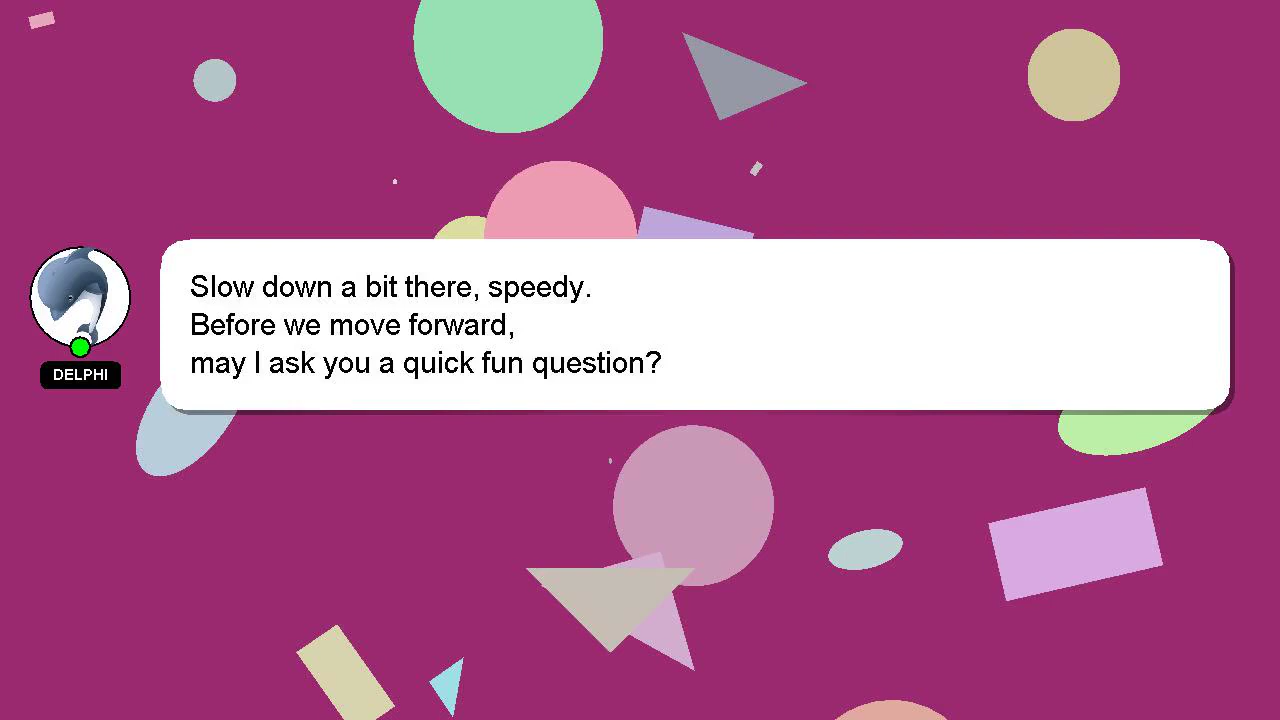 Slow down a bit there, speedy.
Before we move forward,
may I ask you a quick fun question?
DELPHI